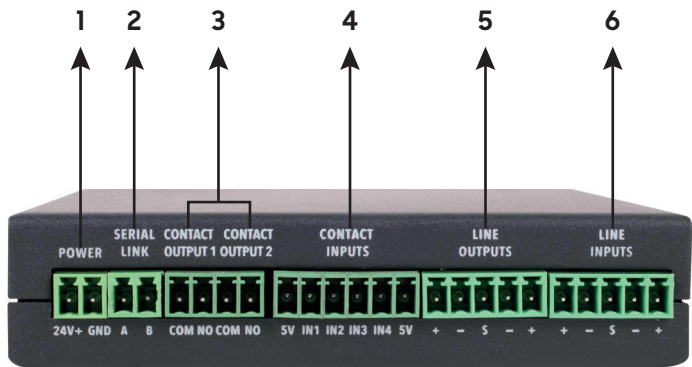 1 2 3 4 5 6
SERIAL CONTACT CONTACT CONTACT LINE LINE
POWER LINK OUTPUT 1 OUTPUT 2 INPUTS OUTPUTS INPUTS
24V+ GND A B COM NO COM NO 5V IN1 IN2 IN3 IN4 5V + − S − + + − S − +